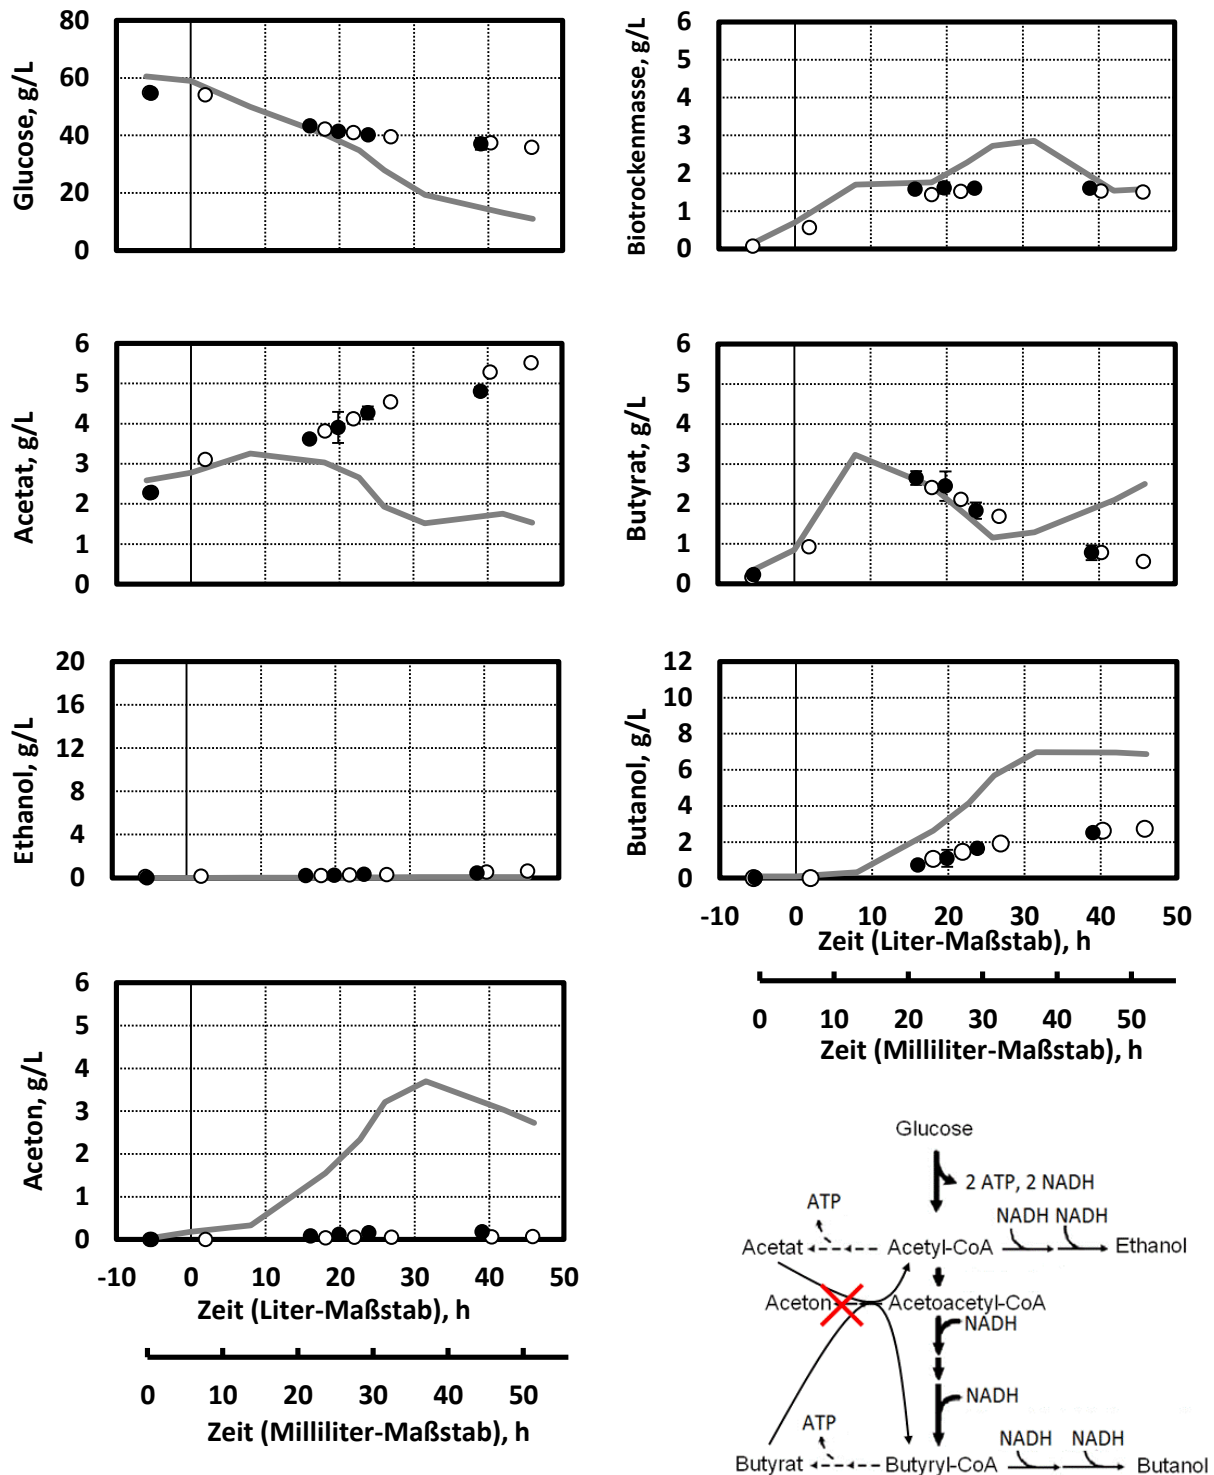 Glucose, g/L
80
60
40
20
0
Biotrockenmasse, g/L
6
5
4
3
2
1
0
Acetat, g/L
6
5
4
3
2
1
0
Butyrat, g/L
6
5
4
3
2
1
0
Ethanol, g/L
20
16
12
8
4
0
Butanol, g/L
12
10
8
6
4
2
0
-10 0 10 20 30 40 50
Zeit (Liter-Maßstab), h
0 10 20 30 40 50
Zeit (Milliliter-Maßstab), h
Aceton, g/L
6
5
4
3
2
1
0
-10 0 10 20 30 40 50
Zeit (Liter-Maßstab), h
0 10 20 30 40 50
Zeit (Milliliter-Maßstab), h
Glucose
2 ATP, 2 NADH
ATP NADH NADH
Acetat Acetyl-CoA Ethanol
Aceton Acetoacetyl-CoA
NADH
NADH
ATP NADH NADH
Butyrat Butyryl-CoA Butanol